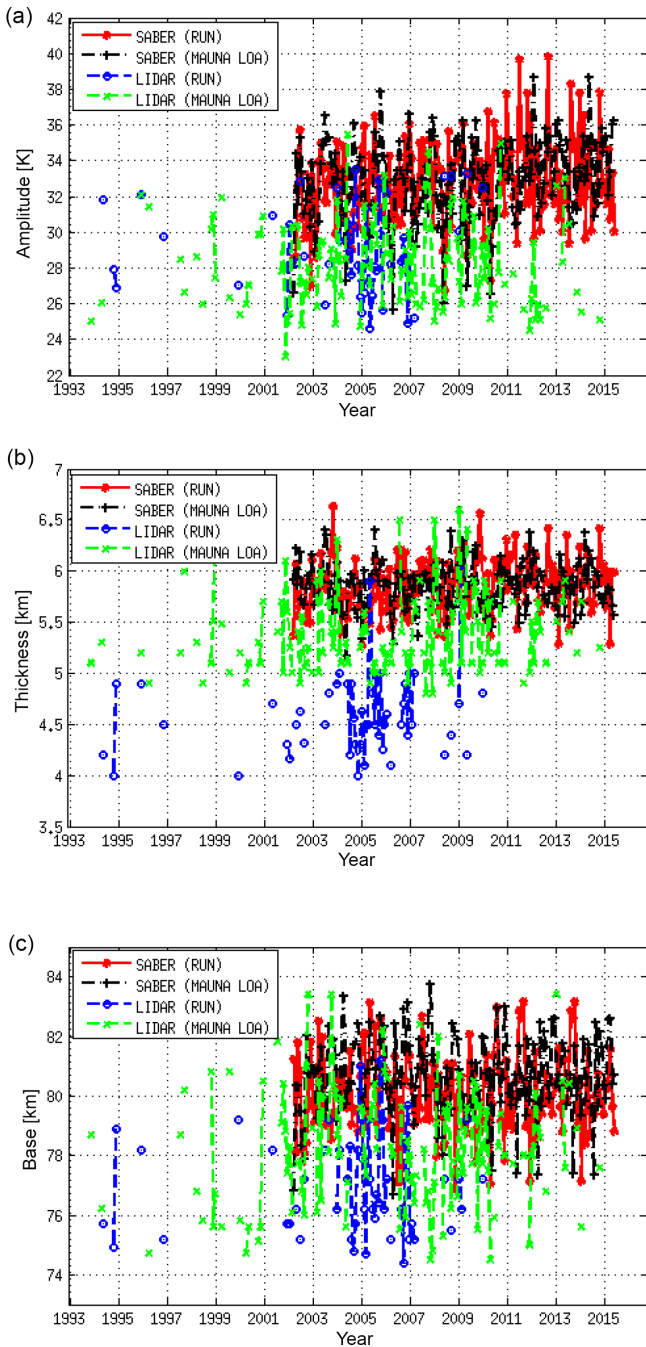 (a)
42
40
38
36
34
32
30
28
26
24
22
Amplitude [K]
SABER (RUN)
SABER (MAUNA LOA)
LIDAR (RUN)
LIDAR (MAUNA LOA)
1993 1995 1997 1999 2001 2003 2005 2007 2009 2011 2013 2015
Year
(b)
7
6.5
6
5.5
5
4.5
4
3.5
Thickness [km]
SABER (RUN)
SABER (MAUNA LOA)
LIDAR (RUN)
LIDAR (MAUNA LOA)
1993 1995 1997 1999 2001 2003 2005 2007 2009 2011 2013 2015
Year
(c)
84
82
80
78
76
74
Base [km]
SABER (RUN)
SABER (MAUNA LOA)
LIDAR (RUN)
LIDAR (MAUNA LOA)
1993 1995 1997 1999 2001 2003 2005 2007 2009 2011 2013 2015
Year